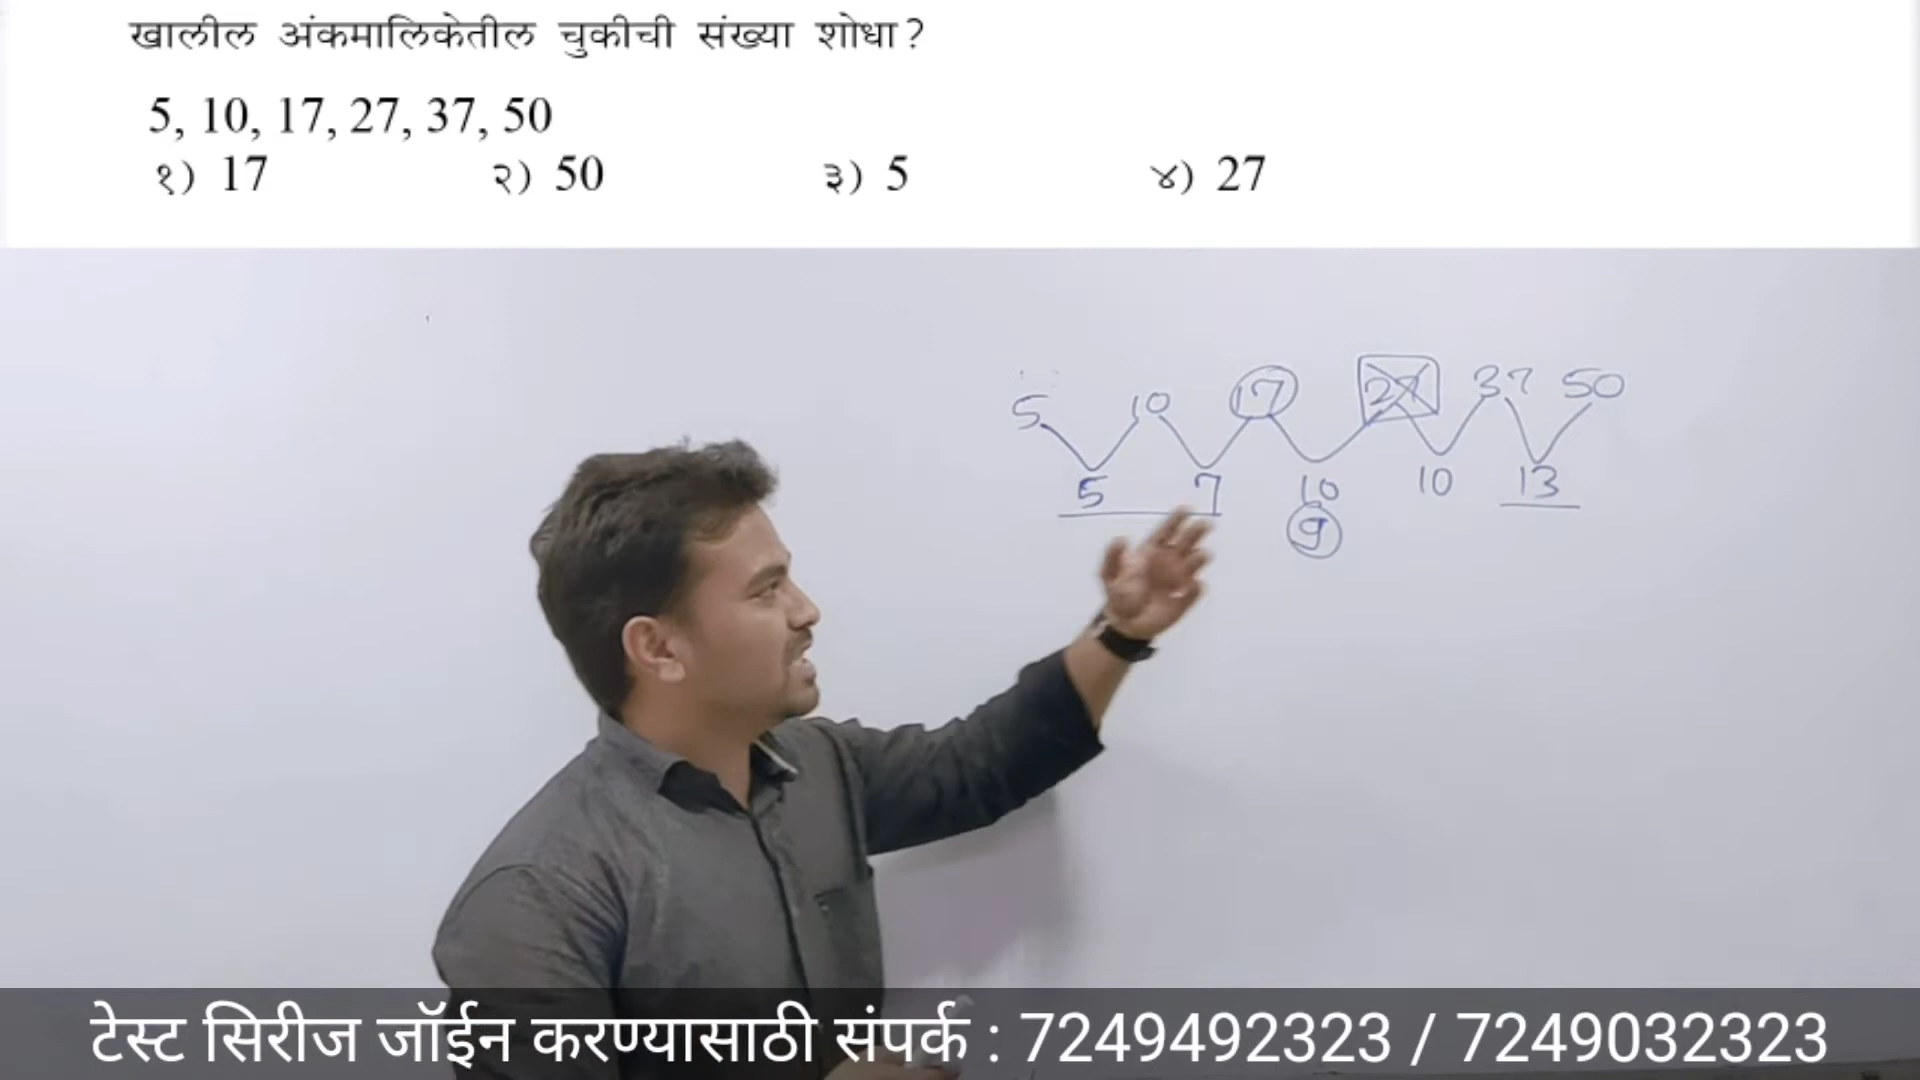 खालील अंकमालिकेतील चुकीची संख्या शोधा?
5, 10, 17, 27, 37, 50
१) 17 २) 50 ३) 5 ४) 27
5 10 17 27 37 50
5 7 10 10 13
9
टेस्ट सिरीज जॉईन करण्यासाठी संपर्क : 7249492323 / 7249032323